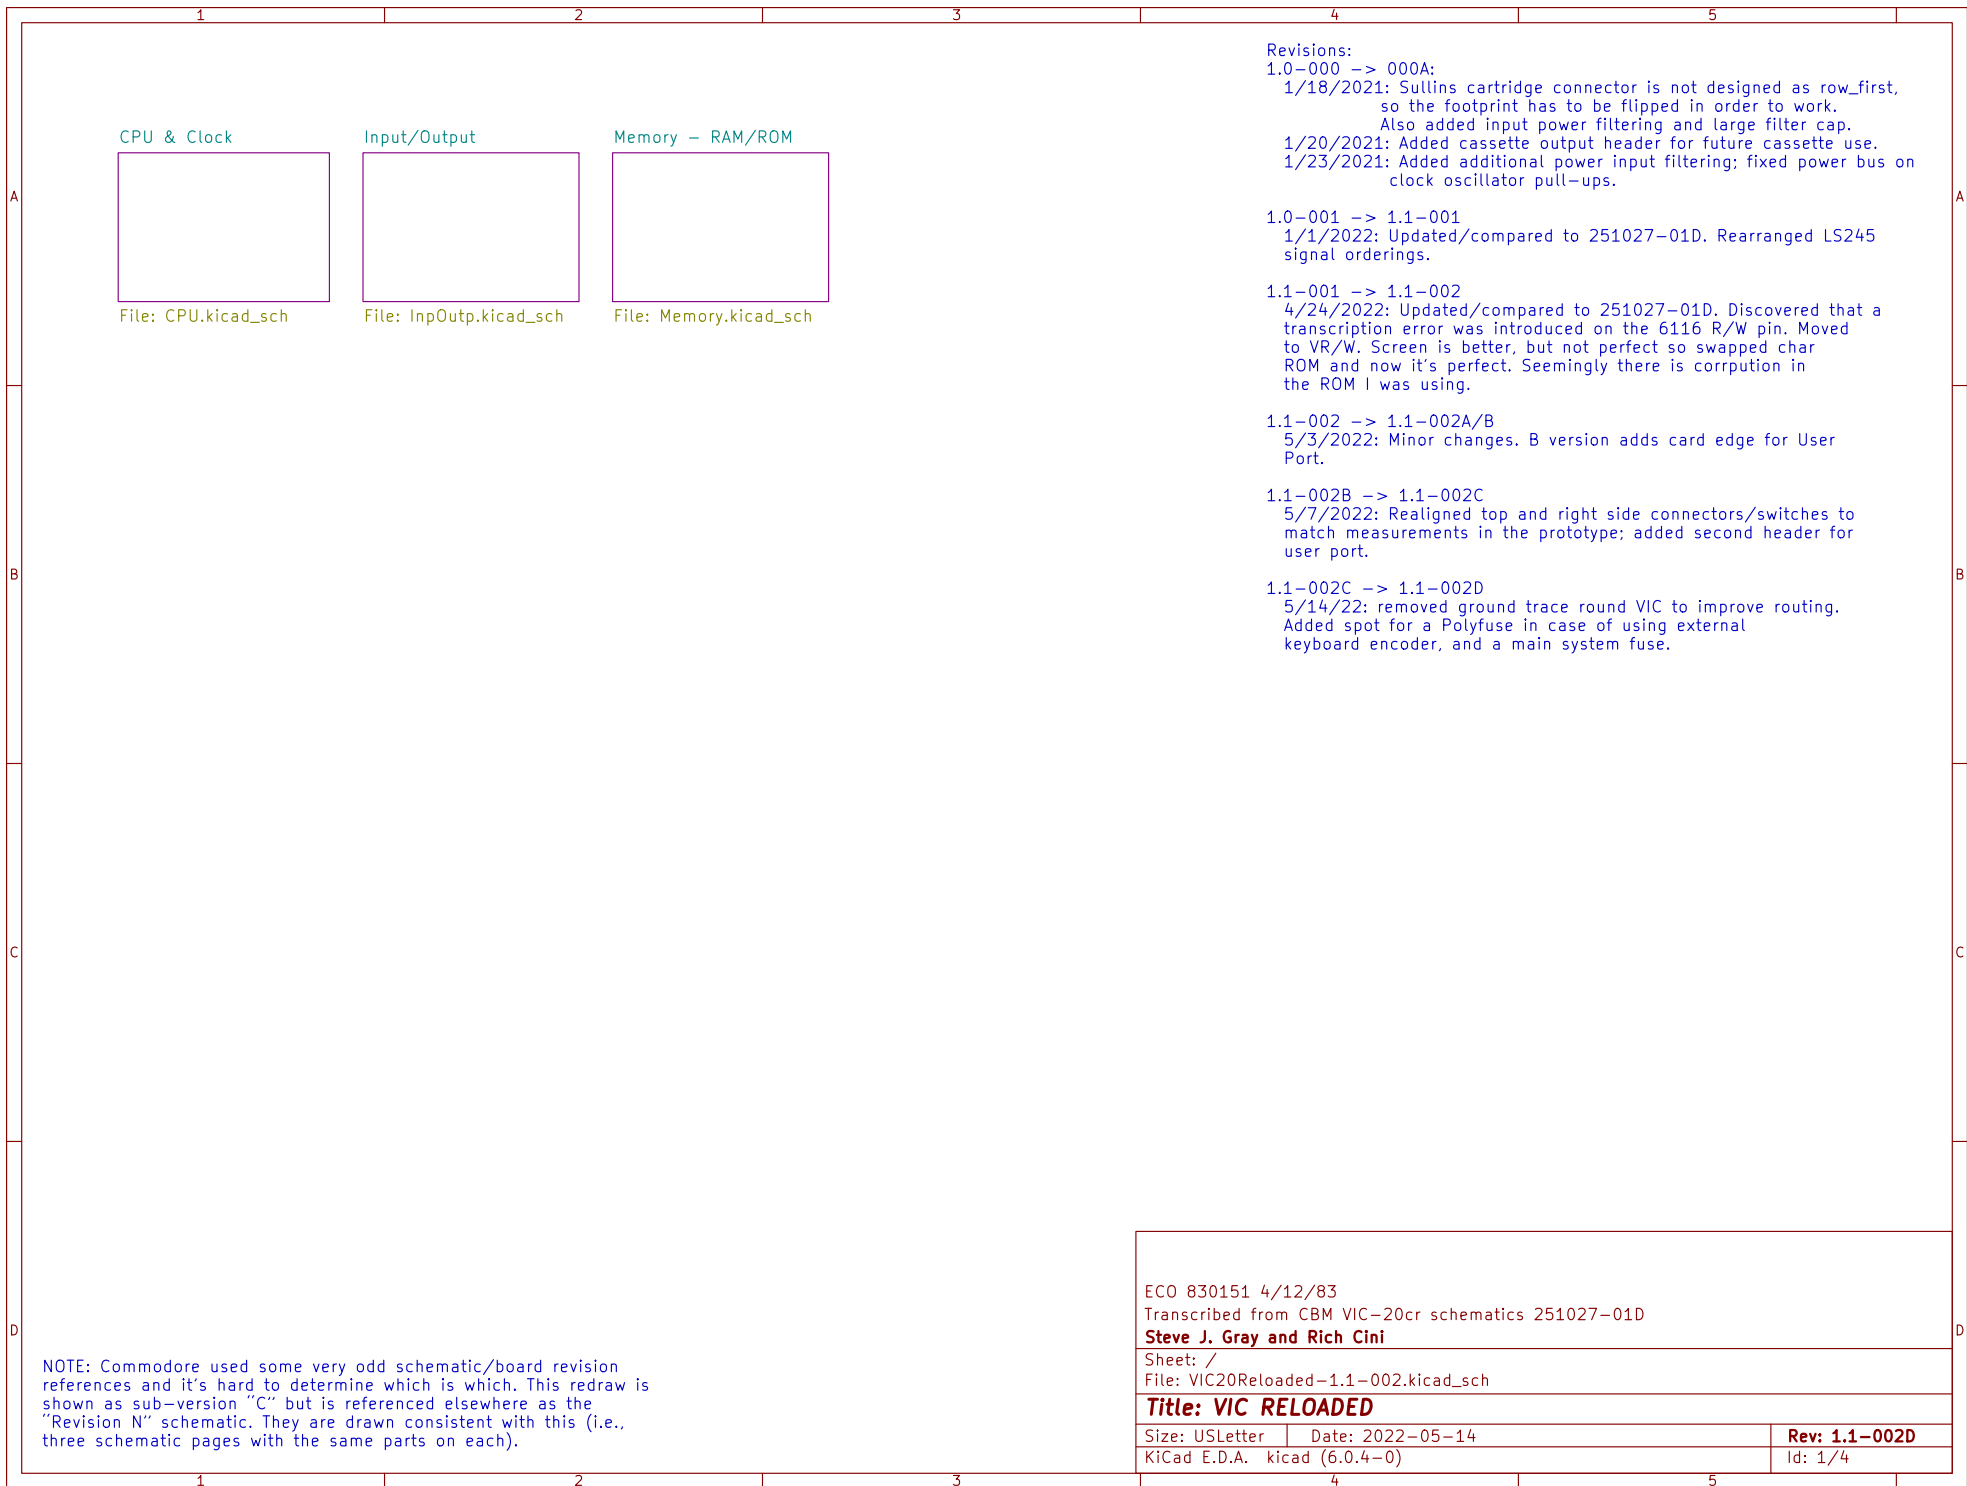 1 2 3 4 5
Revisions:
1.0-000 -> 000A:
1/18/2021: Sullins cartridge connector is not designed as row_first,
so the footprint has to be flipped in order to work.
Also added input power filtering and large filter cap.
1/20/2021: Added cassette output header for future cassette use.
1/23/2021: Added additional power input filtering; fixed power bus on
clock oscillator pull-ups.
1.0-001 -> 1.1-001
1/1/2022: Updated/compared to 251027-01D. Rearranged LS245
signal orderings.
1.1-001 -> 1.1-002
4/24/2022: Updated/compared to 251027-01D. Discovered that a
transcription error was introduced on the 6116 R/W pin. Moved
to VR/W. Screen is better, but not perfect so swapped char
ROM and now it's perfect. Seemingly there is corrpution in
the ROM I was using.
1.1-002 -> 1.1-002A/B
5/3/2022: Minor changes. B version adds card edge for User
Port.
1.1-002B -> 1.1-002C
5/7/2022: Realigned top and right side connectors/switches to
match measurements in the prototype; added second header for
user port.
1.1-002C -> 1.1-002D
5/14/22: removed ground trace round VIC to improve routing.
Added spot for a Polyfuse in case of using external
keyboard encoder, and a main system fuse.
CPU & Clock
File: CPU.kicad_sch
Input/Output
File: InpOutp.kicad_sch
Memory - RAM/ROM
File: Memory.kicad_sch
A A
B B
C C
D D
NOTE: Commodore used some very odd schematic/board revision
references and it's hard to determine which is which. This redraw is
shown as sub-version "C" but is referenced elsewhere as the
"Revision N" schematic. They are drawn consistent with this (i.e.,
three schematic pages with the same parts on each).
ECO 830151 4/12/83
Transcribed from CBM VIC-20cr schematics 251027-01D
Steve J. Gray and Rich Cini
Sheet: /
File: VIC20Reloaded-1.1-002.kicad_sch
Title: VIC RELOADED
Size: USLetter Date: 2022-05-14 Rev: 1.1-002D
KiCad E.D.A. kicad (6.0.4-0) Id: 1/4
1 2 3 4 5